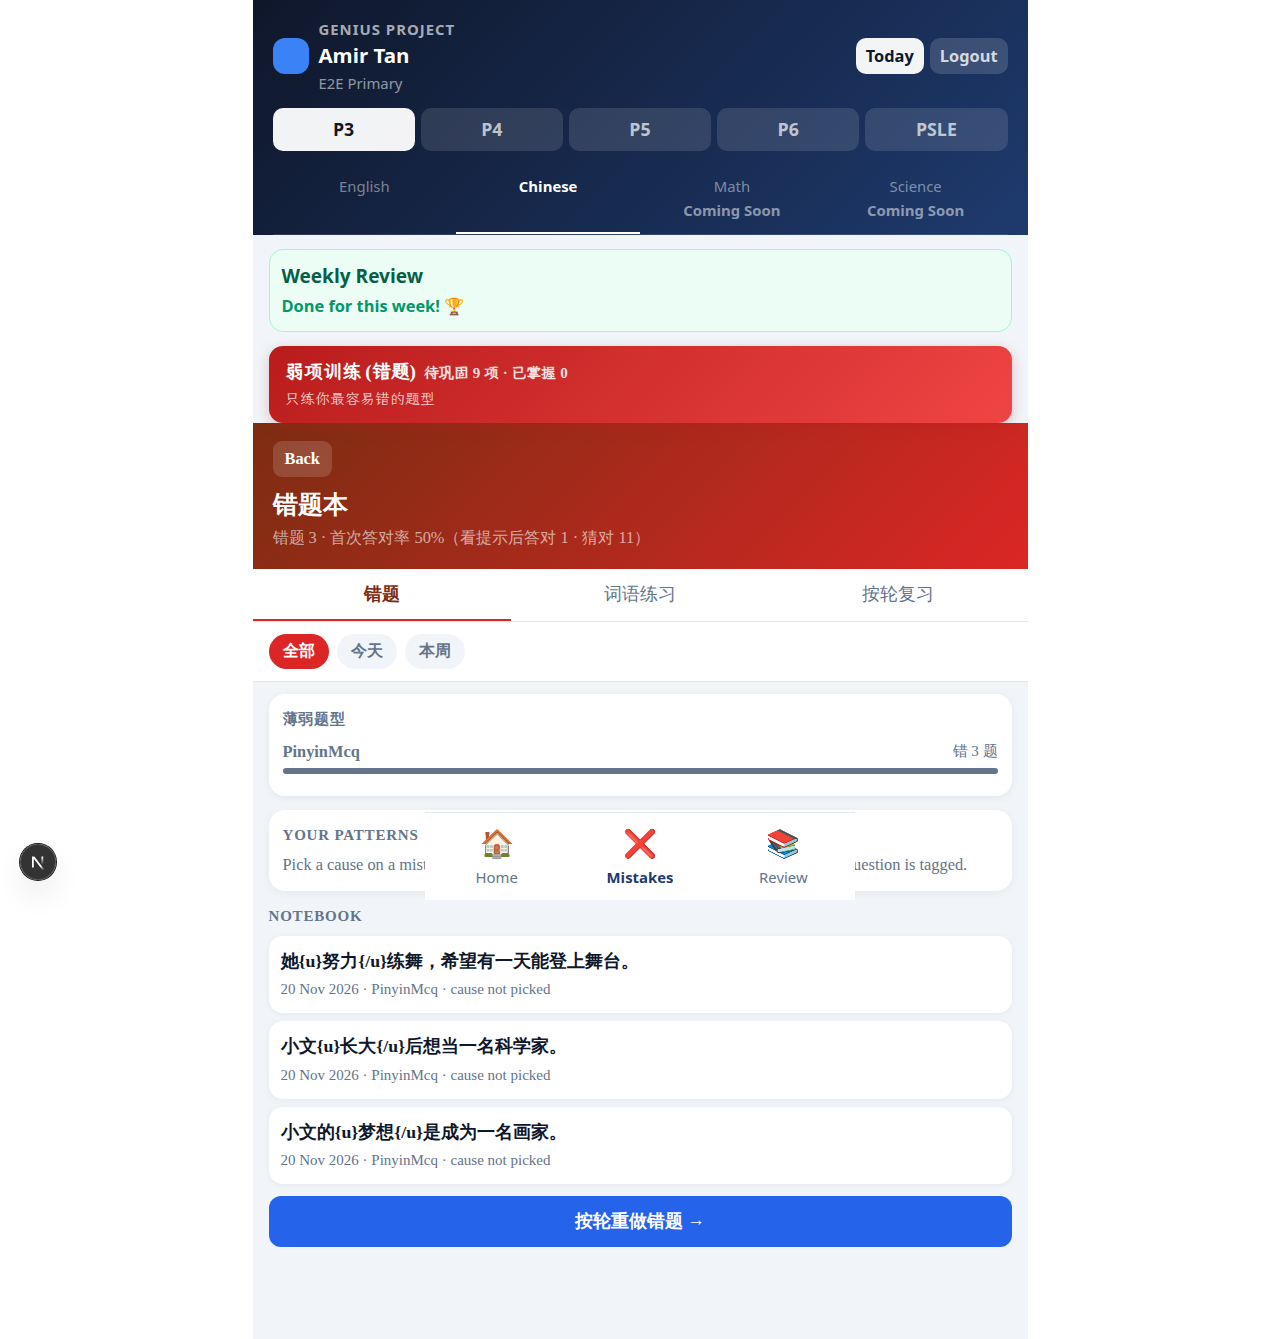 GENIUS PROJECT
Amir Tan
E2E Primary
Today
Logout
P3
P4
P5
P6
PSLE
English
Chinese
Math
Coming Soon
Science
Coming Soon
Weekly Review
Done for this week! 🏆
弱项训练 (错题) 待巩固 9 项 · 已掌握 0
只练你最容易错的题型
Back
错题本
错题 3 · 首次答对率 50%（看提示后答对 1 · 猜对 11）
错题
词语练习
按轮复习
全部
今天
本周
薄弱题型
PinyinMcq
错 3 题
YOUR PATTERNS
Pick a cause on a
is tagged.
Home
Mistakes
Review
N
NOTEBOOK
她{u}努力{/u}练舞，希望有一天能登上舞台。
20 Nov 2026 · PinyinMcq · cause not picked
小文{u}长大{/u}后想当一名科学家。
20 Nov 2026 · PinyinMcq · cause not picked
小文的{u}梦想{/u}是成为一名画家。
20 Nov 2026 · PinyinMcq · cause not picked
按轮重做错题 →